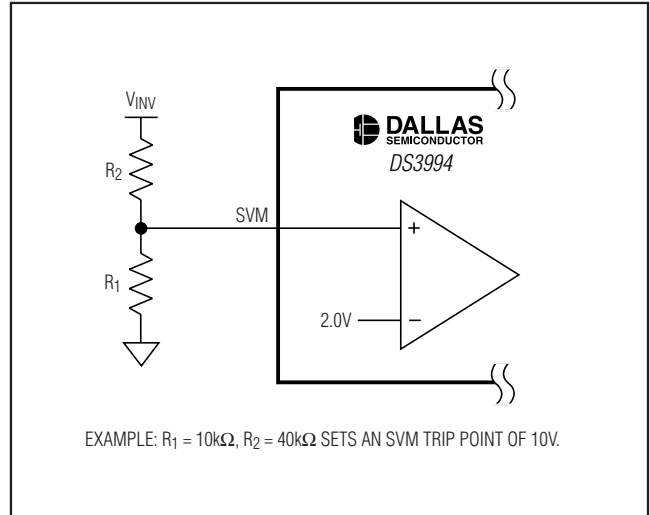 V_INV
DALLAS
SEMICONDUCTOR
DS3994
R2
SVM
+
R1
2.0V
−
EXAMPLE: R1 = 10kΩ, R2 = 40kΩ SETS AN SVM TRIP POINT OF 10V.